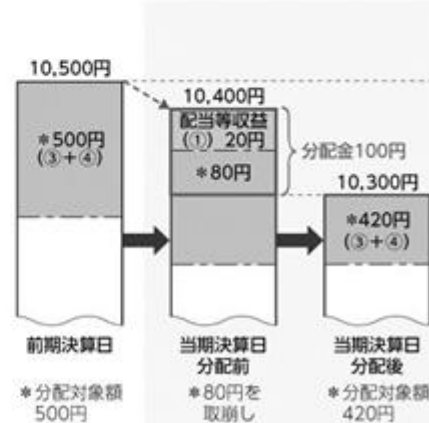 10,500円
10,400円
配当等収益
(①) 20円
*500円
(③+④)
*80円
分配金100円
10,300円
*420円
(③+④)
前期決算日
当期決算日
分配前
当期決算日
分配後
*分配対象額
500円
*80円を
取崩し
*分配対象額
420円